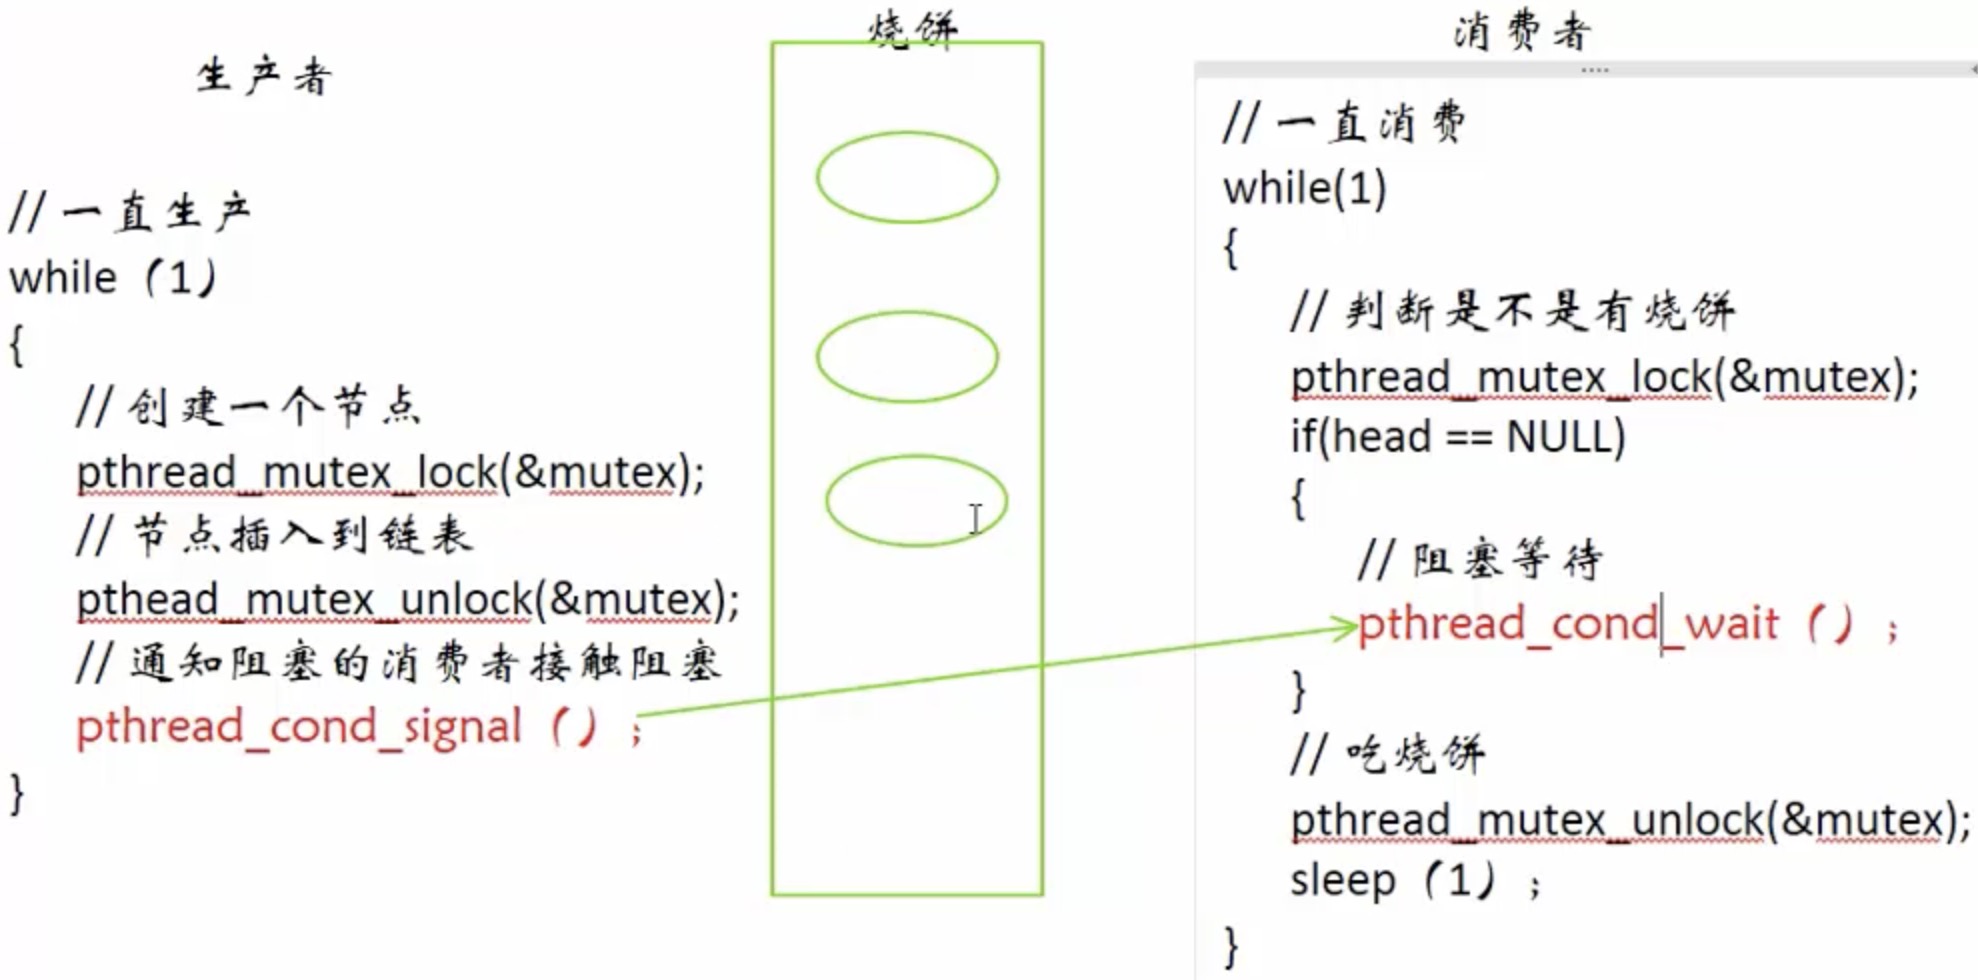 生产者
// 一直生产
while（1）
{
// 创建一个节点
pthread_mutex_lock(&mutex);
// 节点插入到链表
pthead_mutex_unlock(&mutex);
// 通知阻塞的消费者接触阻塞
pthread_cond_signal（）；
}
烧饼
消费者
// 一直消费
while(1)
{
// 判断是不是有烧饼
pthread_mutex_lock(&mutex);
if(head == NULL)
{
// 阻塞等待
pthread_cond_wait（）；
}
// 吃烧饼
pthread_mutex_unlock(&mutex);
sleep（1）；
}